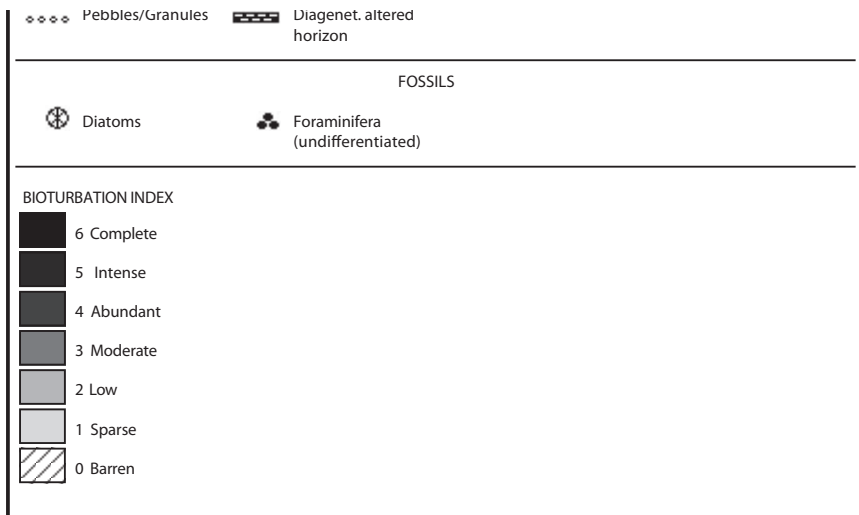 Pebbles/Granules
Diagenet. altered
horizon
FOSSILS
Diatoms
Foraminifera
(undifferentiated)
BIOTURBATION INDEX
6 Complete
5 Intense
4 Abundant
3 Moderate
2 Low
1 Sparse
0 Barren